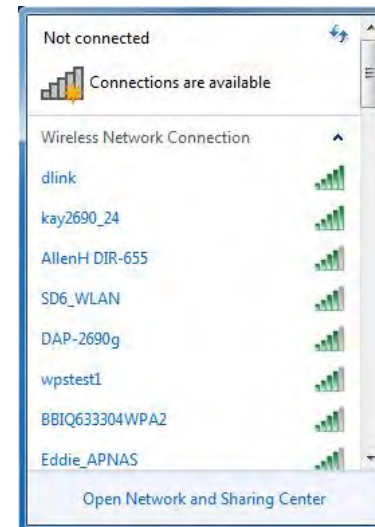 Not connected
Connections are available
Wireless Network Connection
dlink
kay2690_24
AllenH DIR-655
SD6_WLAN
DAP-2690g
wpstest1
BBIQ633304WPA2
Eddie_APNAS
Open Network and Sharing Center